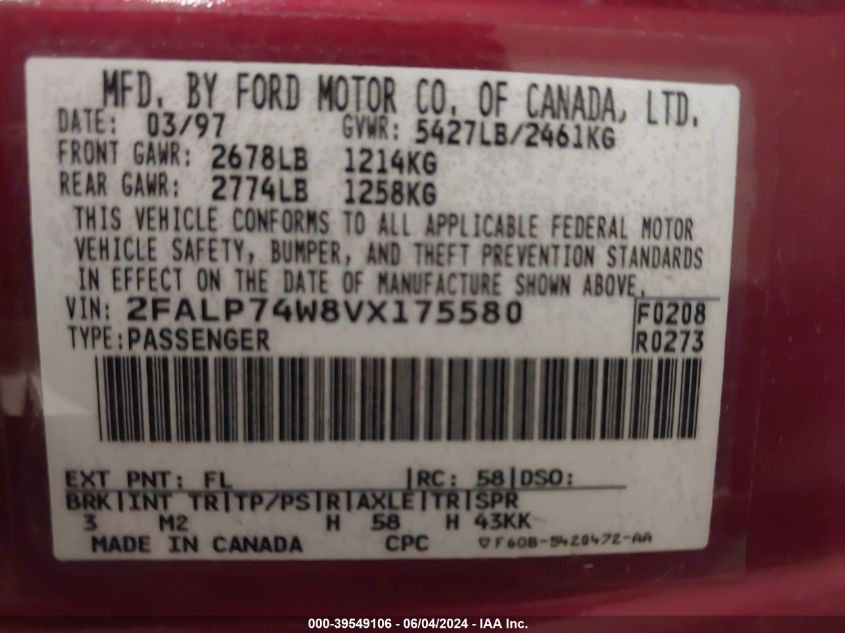 MFD. BY FORD MOTOR CO. OF CANADA, LTD.
DATE: 03/97 GVWR: 5427LB/2461KG
FRONT GAWR: 2678LB 1214KG
REAR GAWR: 2774LB 1258KG
THIS VEHICLE CONFORMS TO ALL APPLICABLE FEDERAL MOTOR
VEHICLE SAFETY, BUMPER, AND THEFT PREVENTION STANDARDS
IN EFFECT ON THE DATE OF MANUFACTURE SHOWN ABOVE.
VIN: 2FALP74W8VX175580 F0208
TYPE: PASSENGER R0273
EXT PNT: FL |RC: 58|DSO:
BRK|INT TR|TP/PS|R|AXLE|TR|SPR
3 M2 H 58 H 43KK
MADE IN CANADA CPC ▽F60B-5420472-AA
000-39549106 - 06/04/2024 - IAA Inc.